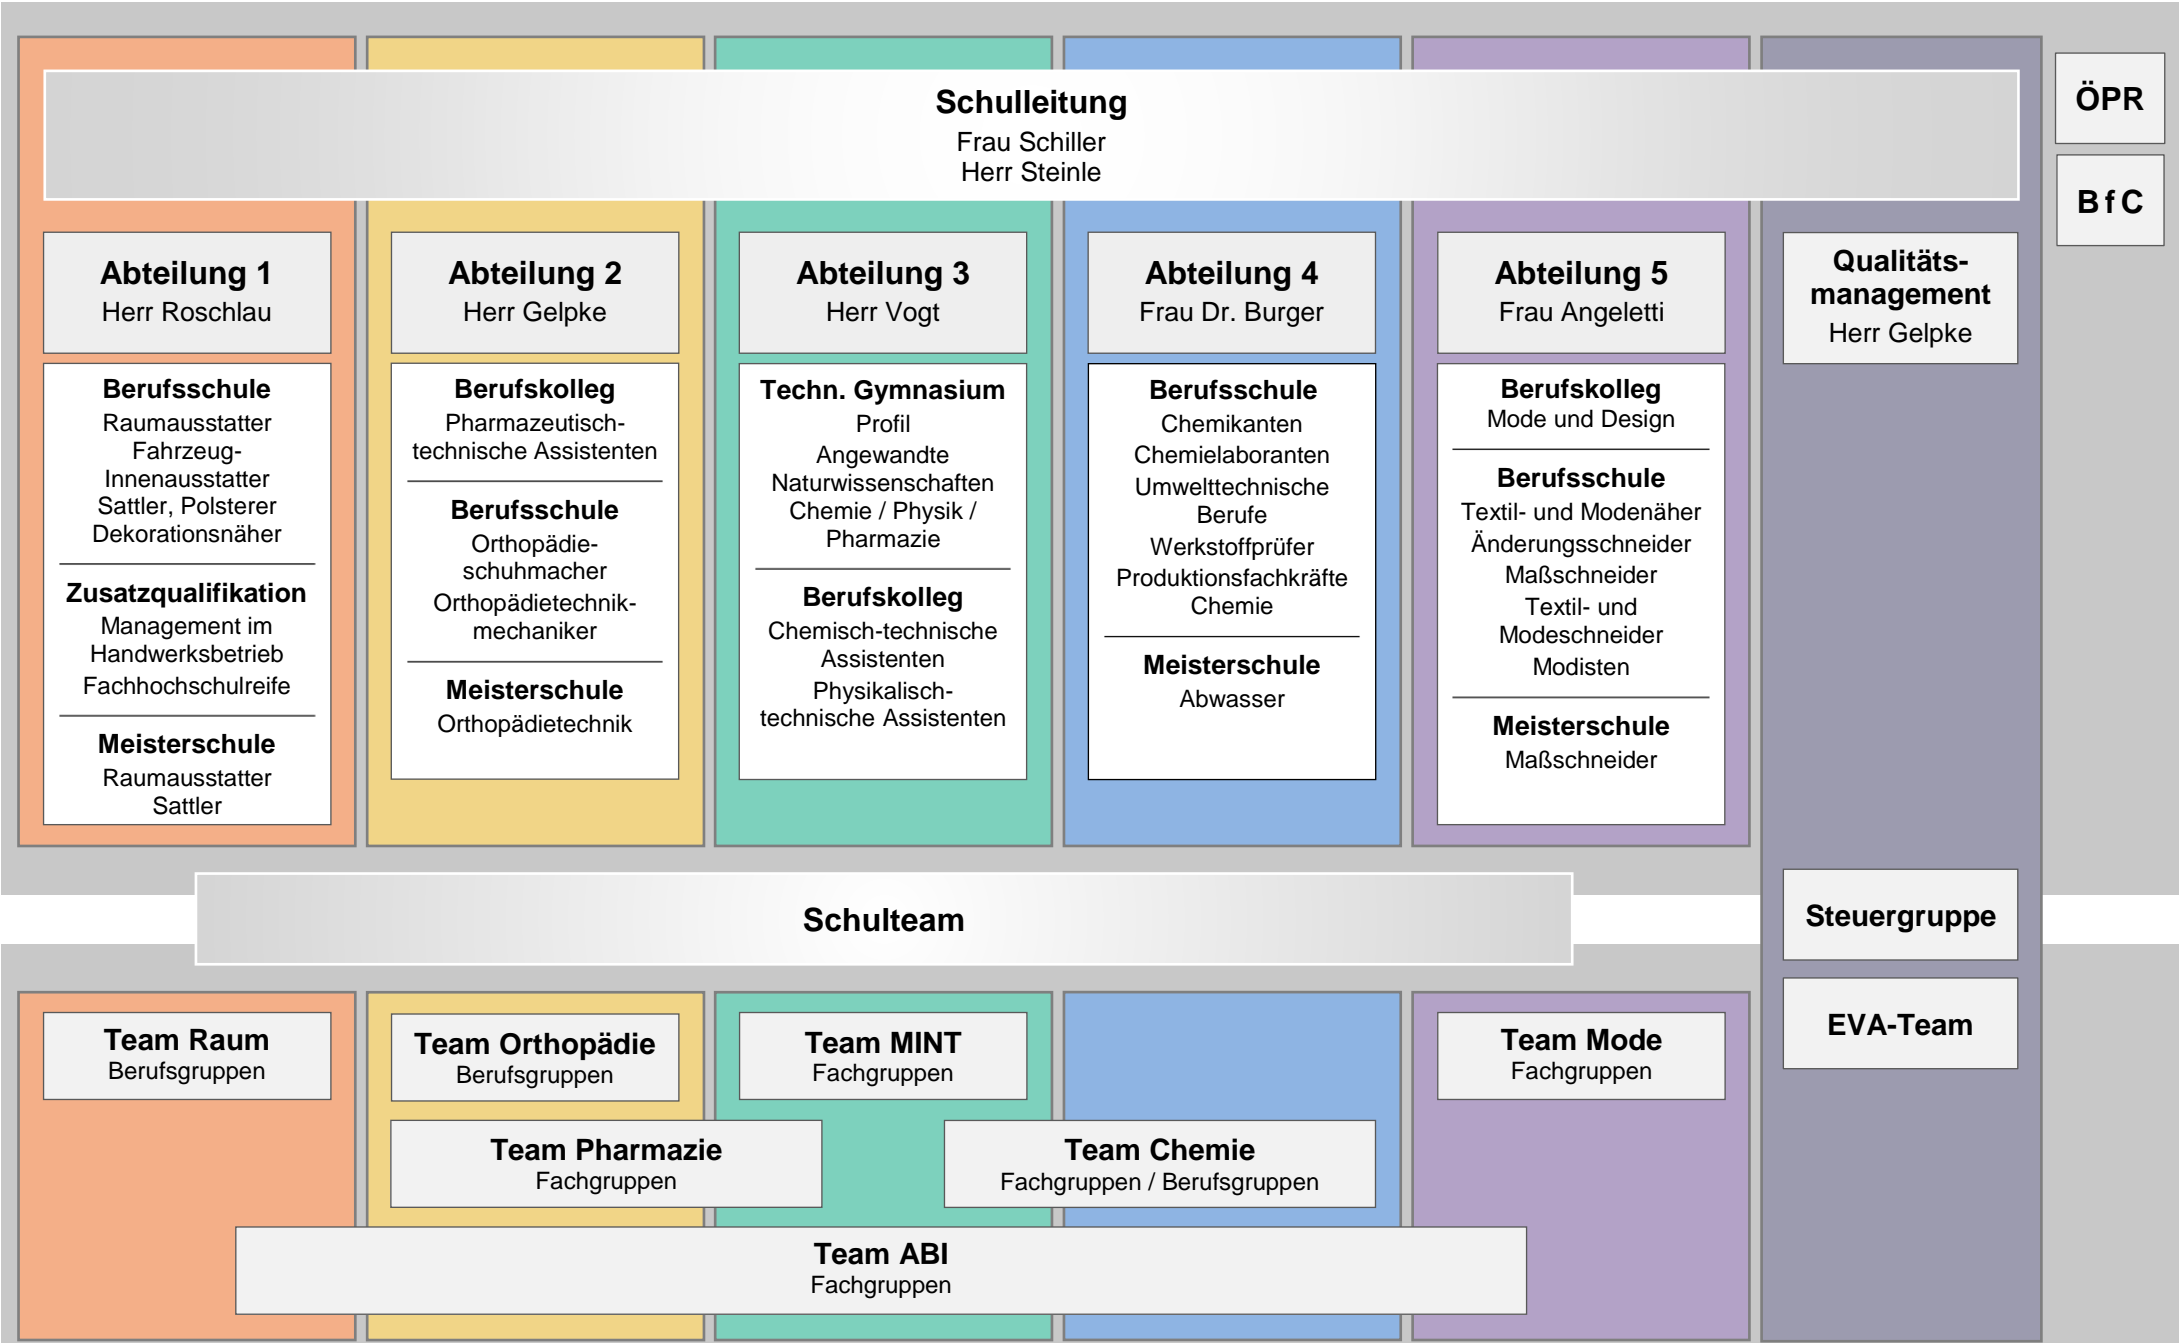 Schulleitung
Frau Schiller
Herr Steinle
ÖPR
BfC
Abteilung 1
Herr Roschlau
Berufsschule
Raumausstatter
Fahrzeug-
Innenausstatter
Sattler, Polsterer
Dekorationsnäher
Zusatzqualifikation
Management im
Handwerksbetrieb
Fachhochschulreife
Meisterschule
Raumausstatter
Sattler
Abteilung 2
Herr Gelpke
Berufskolleg
Pharmazeutisch-
technische Assistenten
Berufsschule
Orthopädie-
schuhmacher
Orthopädietechnik-
mechaniker
Meisterschule
Orthopädietechnik
Abteilung 3
Herr Vogt
Techn. Gymnasium
Profil
Angewandte
Naturwissenschaften
Chemie / Physik /
Pharmazie
Berufskolleg
Chemisch-technische
Assistenten
Physikalisch-
technische Assistenten
Abteilung 4
Frau Dr. Burger
Berufsschule
Chemikanten
Chemielaboranten
Umwelttechnische
Berufe
Werkstoffprüfer
Produktionsfachkräfte
Chemie
Meisterschule
Abwasser
Abteilung 5
Frau Angeletti
Berufskolleg
Mode und Design
Berufsschule
Textil- und Modenäher
Änderungsschneider
Maßschneider
Textil- und
Modeschneider
Modisten
Meisterschule
Maßschneider
Qualitäts-
management
Herr Gelpke
Schulteam
Steuergruppe
EVA-Team
Team Raum
Berufsgruppen
Team Orthopädie
Berufsgruppen
Team MINT
Fachgruppen
Team Mode
Fachgruppen
Team Pharmazie
Fachgruppen
Team Chemie
Fachgruppen / Berufsgruppen
Team ABI
Fachgruppen